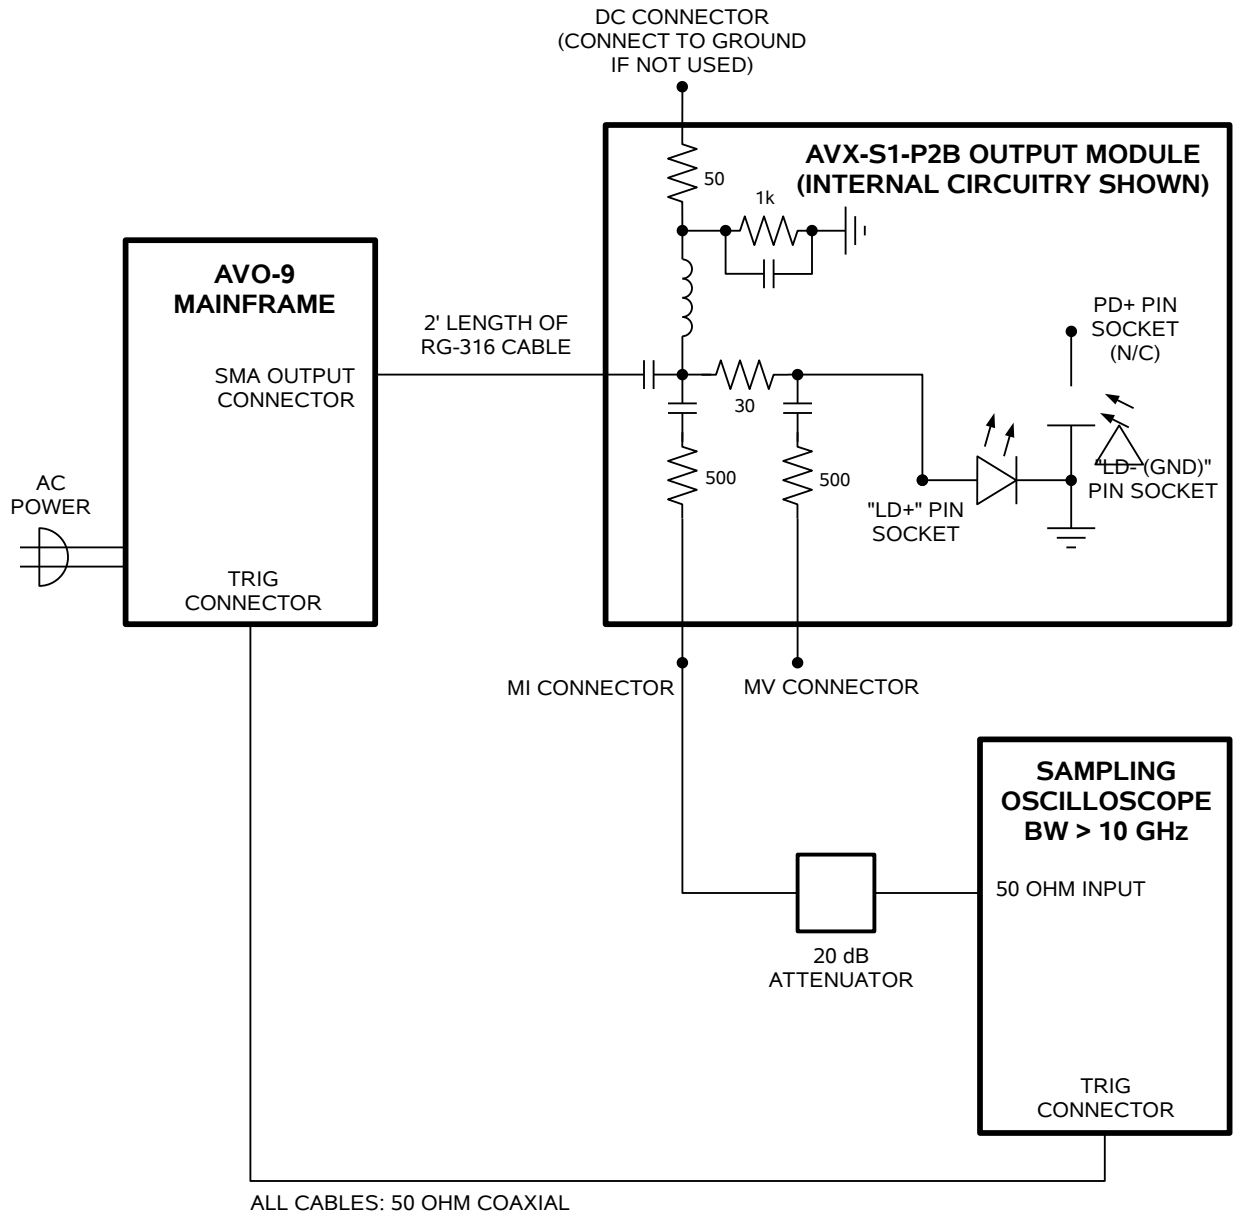 DC CONNECTOR
(CONNECT TO GROUND
IF NOT USED)
AVX-S1-P2B OUTPUT MODULE
(INTERNAL CIRCUITRY SHOWN)
50
1k
AVO-9
MAINFRAME
2' LENGTH OF
RG-316 CABLE
SMA OUTPUT
CONNECTOR
PD+ PIN
SOCKET
(N/C)
30
500
500
"LD+" PIN
SOCKET
"LD- (GND)"
PIN SOCKET
AC
POWER
TRIG
CONNECTOR
MI CONNECTOR
MV CONNECTOR
SAMPLING
OSCILLOSCOPE
BW > 10 GHz
50 OHM INPUT
20 dB
ATTENUATOR
TRIG
CONNECTOR
ALL CABLES: 50 OHM COAXIAL